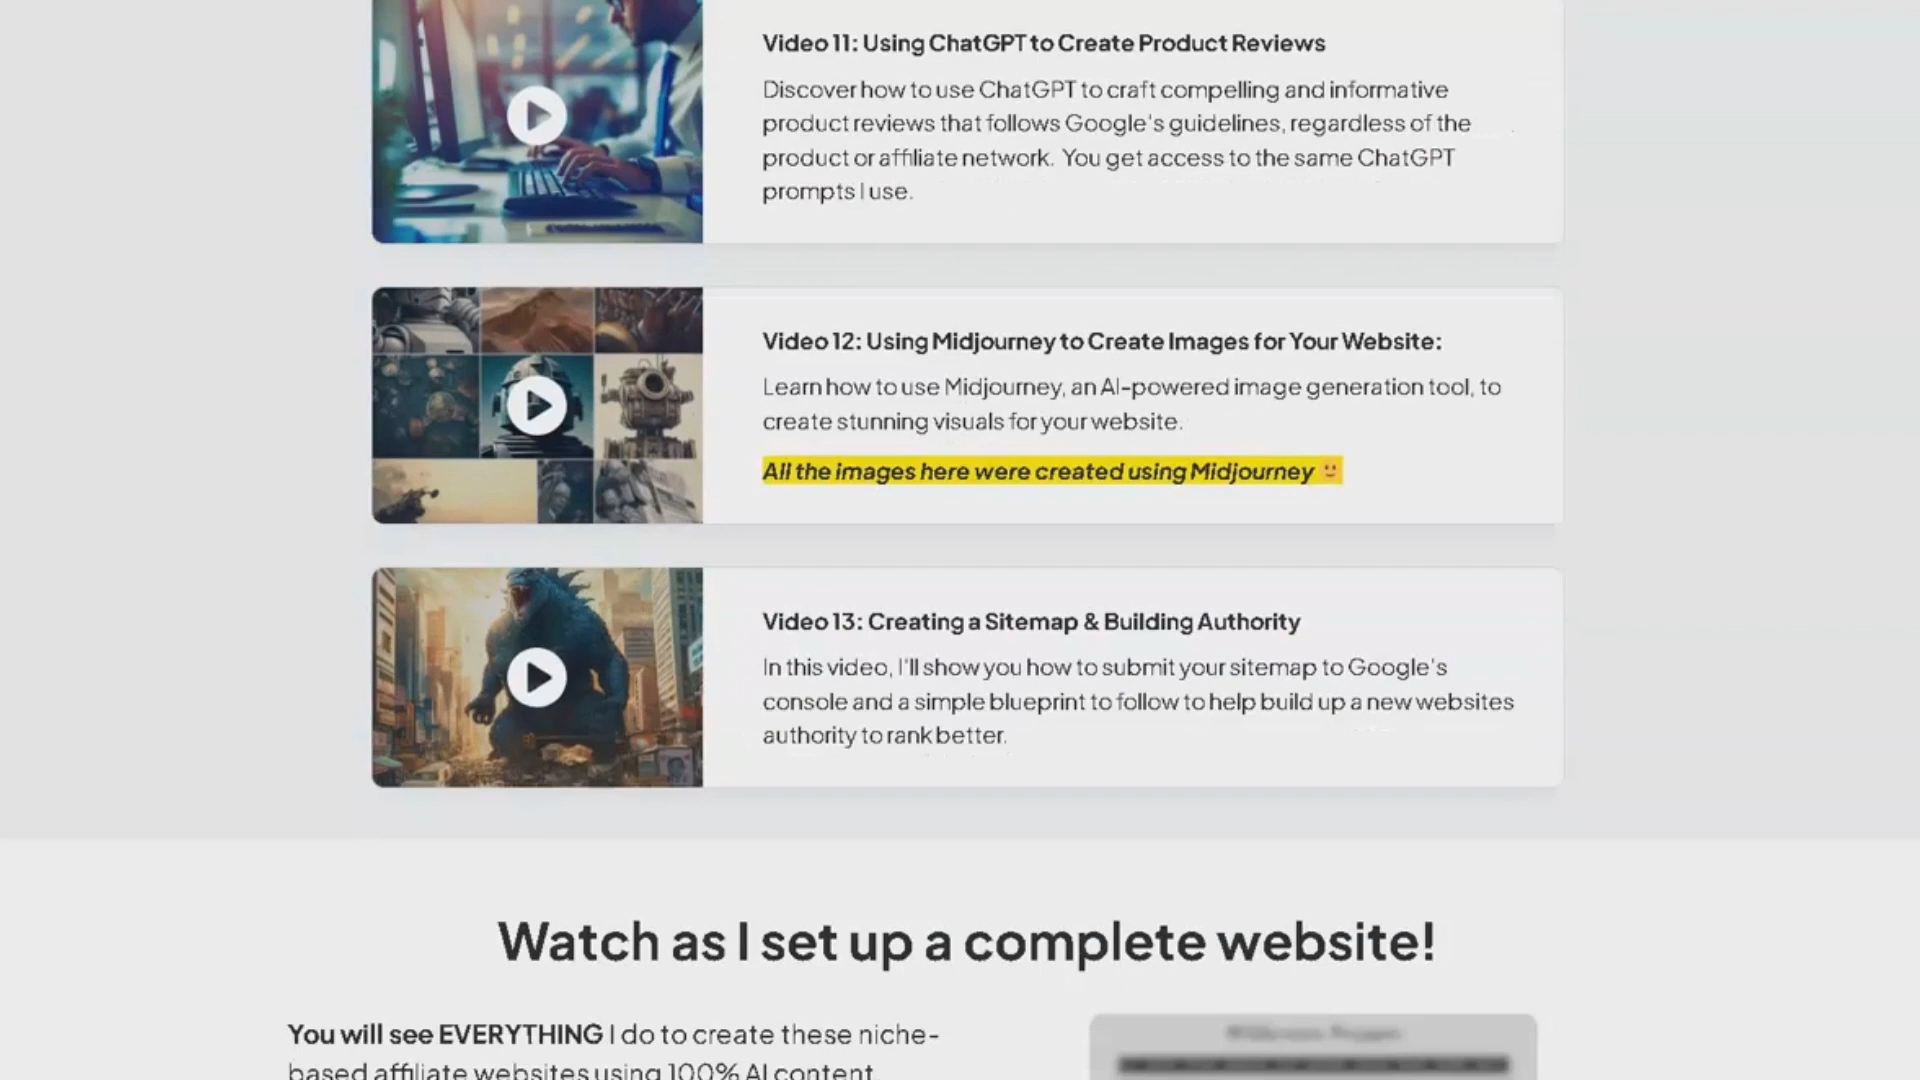 Video 11: Using ChatGPT to Create Product Reviews
Discover how to use ChatGPT to craft compelling and informative
product reviews that follows Google's guidelines, regardless of the
product or affiliate network. You get access to the same ChatGPT
prompts I use.
Video 12: Using Midjourney to Create Images for Your Website:
Learn how to use Midjourney, an AI-powered image generation tool, to
create stunning visuals for your website.
All the images here were created using Midjourney 🙂
Video 13: Creating a Sitemap & Building Authority
In this video, I'll show you how to submit your sitemap to Google's
console and a simple blueprint to follow to help build up a new websites
authority to rank better.
Watch as I set up a complete website!
You will see EVERYTHING I do to create these niche-
based affiliate websites using 100% AI content.